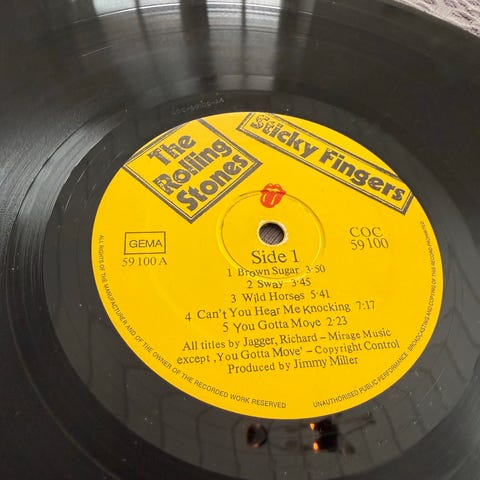 COC-59100-A
The
Rolling
Stones
Sticky Fingers
GEMA
59 100 A
COC
59 100
Side 1
1 Brown Sugar 3·50
2 Sway 3·45
3 Wild Horses 5·41
4 Can't You Hear Me Knocking 7·17
5 You Gotta Move 2·23
All titles by Jagger, Richard – Mirage Music
except ‚You Gotta Move' – Copyright Control
Produced by Jimmy Miller
ALL RIGHTS OF THE MANUFACTURER AND OF THE OWNER OF THE RECORDED WORK RESERVED
UNAUTHORISED PUBLIC PERFORMANCE · BROADCASTING AND COPYING OF THIS RECORD PROHIBITED